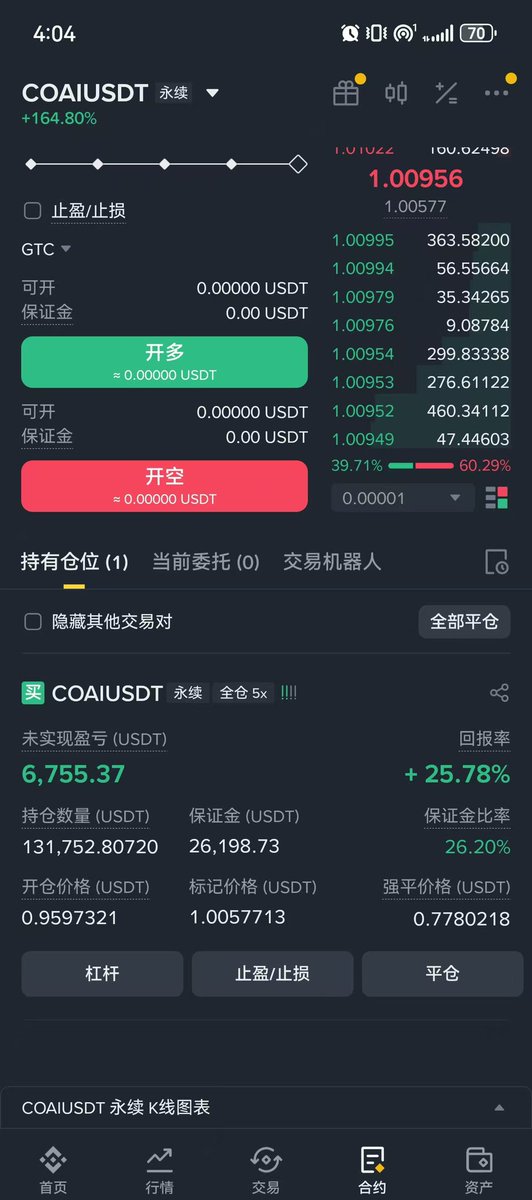 4:04
70
COAIUSDT 永续
+164.80%
止盈/止损
GTC
可开 0.00000 USDT
保证金 0.00 USDT
开多
≈ 0.00000 USDT
可开 0.00000 USDT
保证金 0.00 USDT
开空
≈ 0.00000 USDT
1.01022 160.62498
1.00956
1.00577
1.00995 363.58200
1.00994 56.55664
1.00979 35.34265
1.00976 9.08784
1.00954 299.83338
1.00953 276.61122
1.00952 460.34112
1.00949 47.44603
39.71% 60.29%
0.00001
持有仓位 (1) 当前委托 (0) 交易机器人
隐藏其他交易对 全部平仓
买 COAIUSDT 永续 全仓 5x !!!!
未实现盈亏 (USDT) 回报率
6,755.37 + 25.78%
持仓数量 (USDT) 保证金 (USDT) 保证金比率
131,752.80720 26,198.73 26.20%
开仓价格 (USDT) 标记价格 (USDT) 强平价格 (USDT)
0.9597321 1.0057713 0.7780218
杠杆 止盈/止损 平仓
COAIUSDT 永续 K线图表
首页 行情 交易 合约 资产